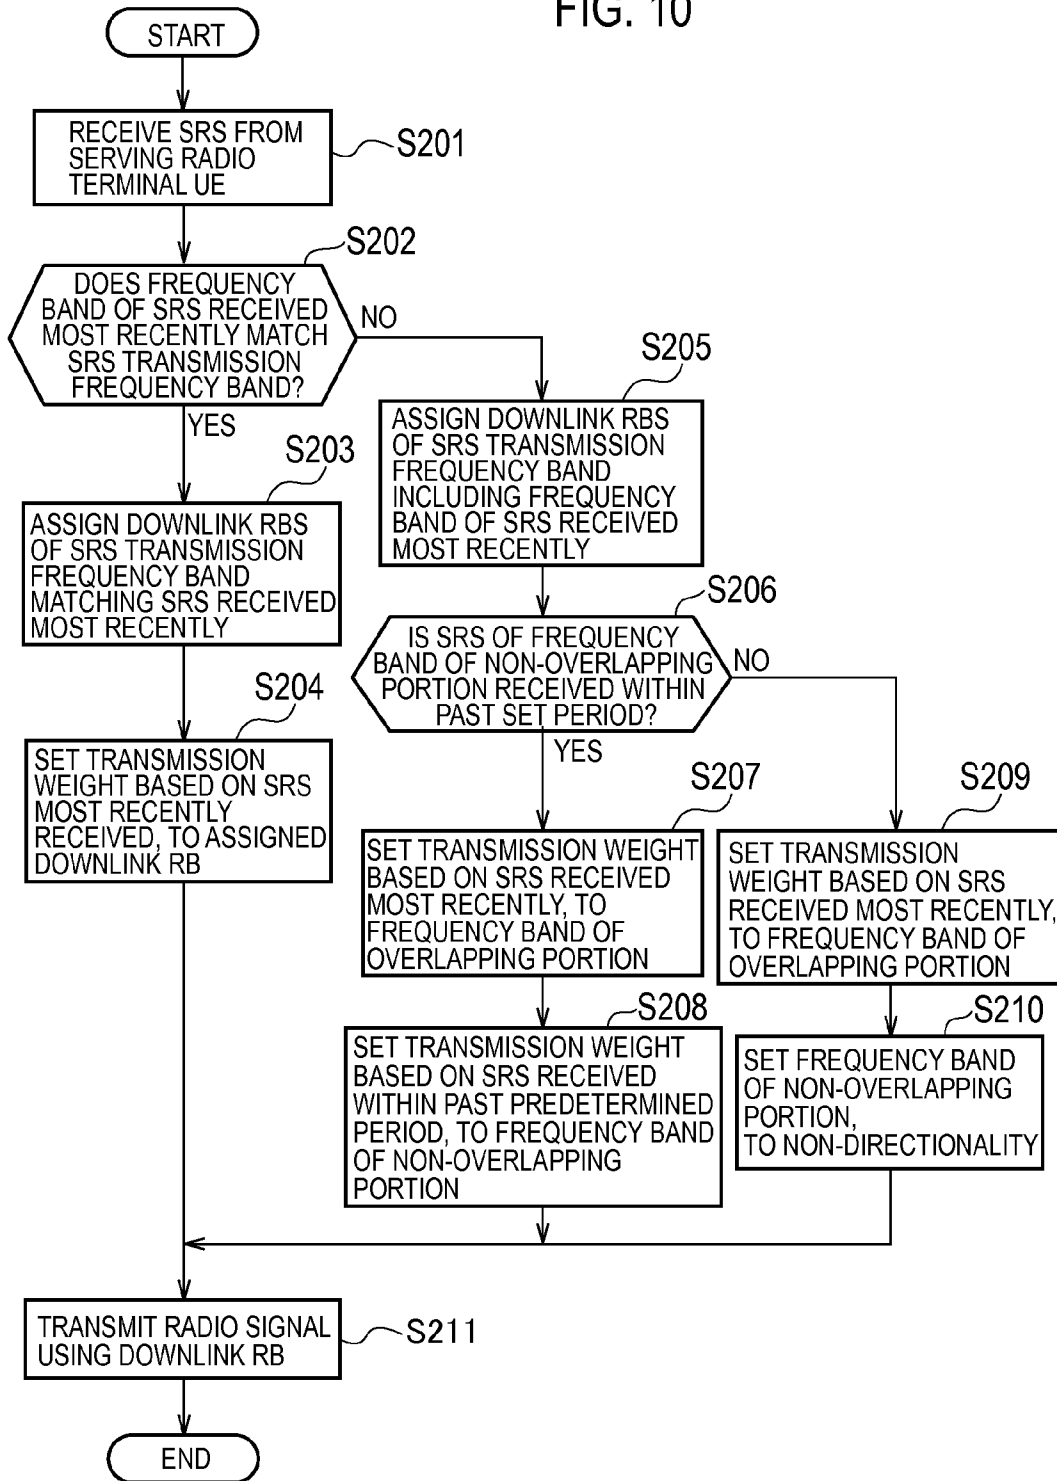 FIG. 10
START
RECEIVE SRS FROM
SERVING RADIO
TERMINAL UE
S201
S202
DOES FREQUENCY
BAND OF SRS RECEIVED
MOST RECENTLY MATCH
SRS TRANSMISSION
FREQUENCY BAND?
NO
YES
S203
ASSIGN DOWNLINK RBS
OF SRS TRANSMISSION
FREQUENCY BAND
MATCHING SRS RECEIVED
MOST RECENTLY
S204
SET TRANSMISSION
WEIGHT BASED ON SRS
MOST RECENTLY
RECEIVED, TO ASSIGNED
DOWNLINK RB
S205
ASSIGN DOWNLINK RBS
OF SRS TRANSMISSION
FREQUENCY BAND
INCLUDING FREQUENCY
BAND OF SRS RECEIVED
MOST RECENTLY
S206
IS SRS OF FREQUENCY
BAND OF NON-OVERLAPPING
PORTION RECEIVED WITHIN
PAST SET PERIOD?
NO
YES
S207
SET TRANSMISSION WEIGHT
BASED ON SRS RECEIVED
MOST RECENTLY, TO
FREQUENCY BAND OF
OVERLAPPING PORTION
S208
SET TRANSMISSION WEIGHT
BASED ON SRS RECEIVED
WITHIN PAST PREDETERMINED
PERIOD, TO FREQUENCY BAND
OF NON-OVERLAPPING
PORTION
S209
SET TRANSMISSION
WEIGHT BASED ON SRS
RECEIVED MOST RECENTLY,
TO FREQUENCY BAND OF
OVERLAPPING PORTION
S210
SET FREQUENCY BAND
OF NON-OVERLAPPING
PORTION,
TO NON-DIRECTIONALITY
TRANSMIT RADIO SIGNAL
USING DOWNLINK RB
S211
END